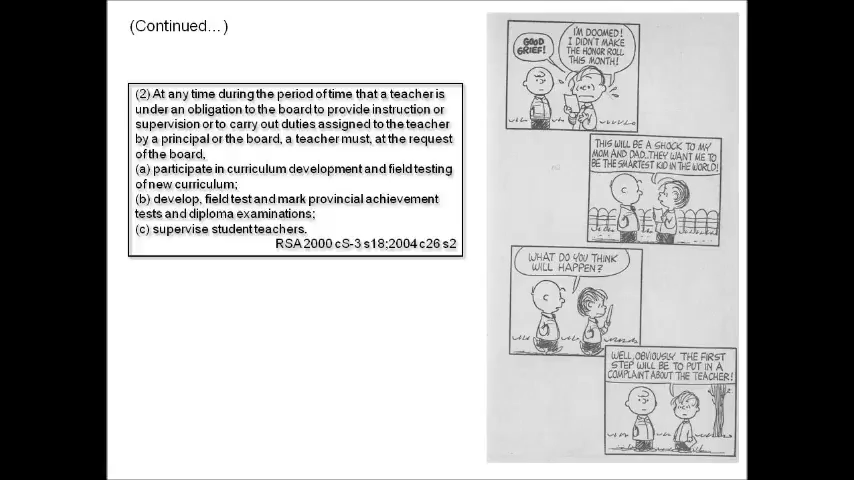 (Continued...)
(2) At any time during the period of time that a teacher is
under an obligation to the board to provide instruction or
supervision or to carry out duties assigned to the teacher
by a principal or the board, a teacher must, at the request
of the board,
(a) participate in curriculum development and field testing
of new curriculum;
(b) develop, field test and mark provincial achievement
tests and diploma examinations;
(c) supervise student teachers.
RSA 2000 cS-3 s18;2004 c26 s2
GOOD
GRIEF!
I'M DOOMED!
I DIDN'T MAKE
THE HONOR ROLL
THIS MONTH!
THIS WILL BE A SHOCK TO MY
MOM AND DAD..THEY WANT ME TO
BE THE SMARTEST KID IN THE WORLD!
WHAT DO YOU THINK
WILL HAPPEN?
WELL, OBVIOUSLY THE FIRST
STEP WILL BE TO PUT IN A
COMPLAINT ABOUT THE TEACHER!